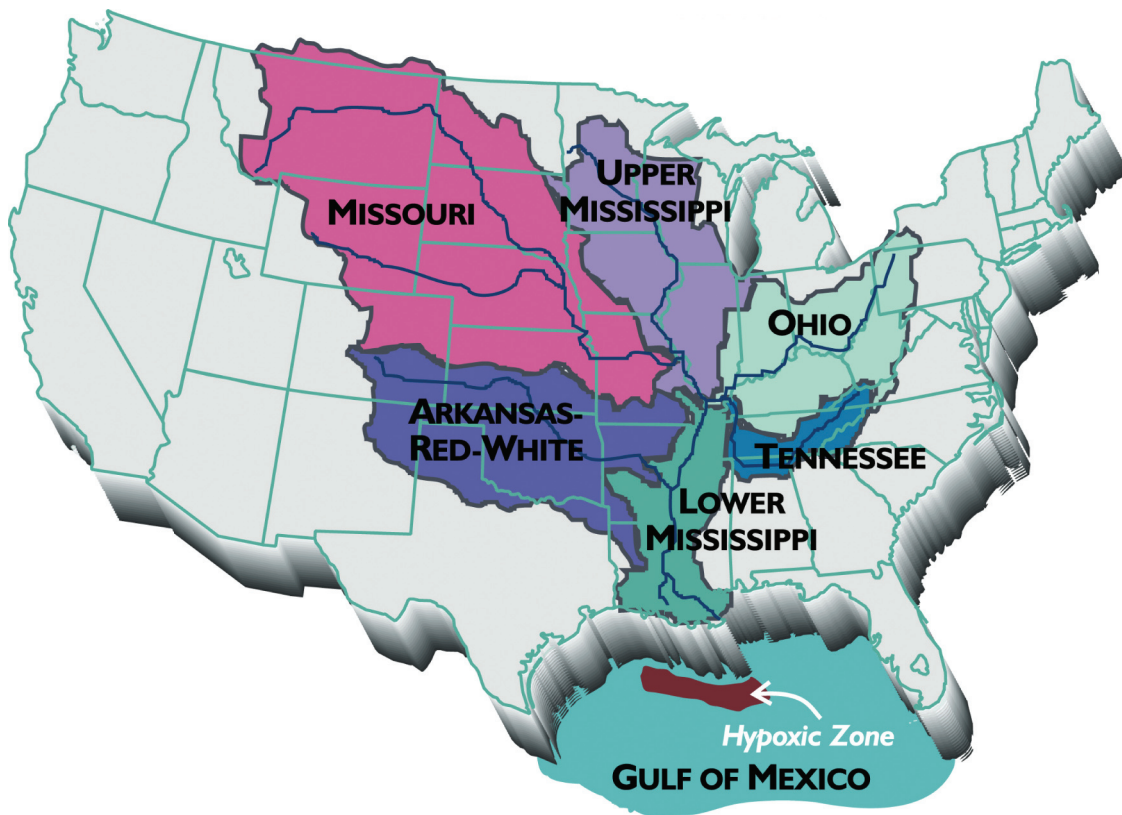 UPPER
MISSISSIPPI
MISSOURI
OHIO
ARKANSAS-
RED-WHITE
TENNESSEE
LOWER
MISSISSIPPI
Hypoxic Zone
GULF OF MEXICO